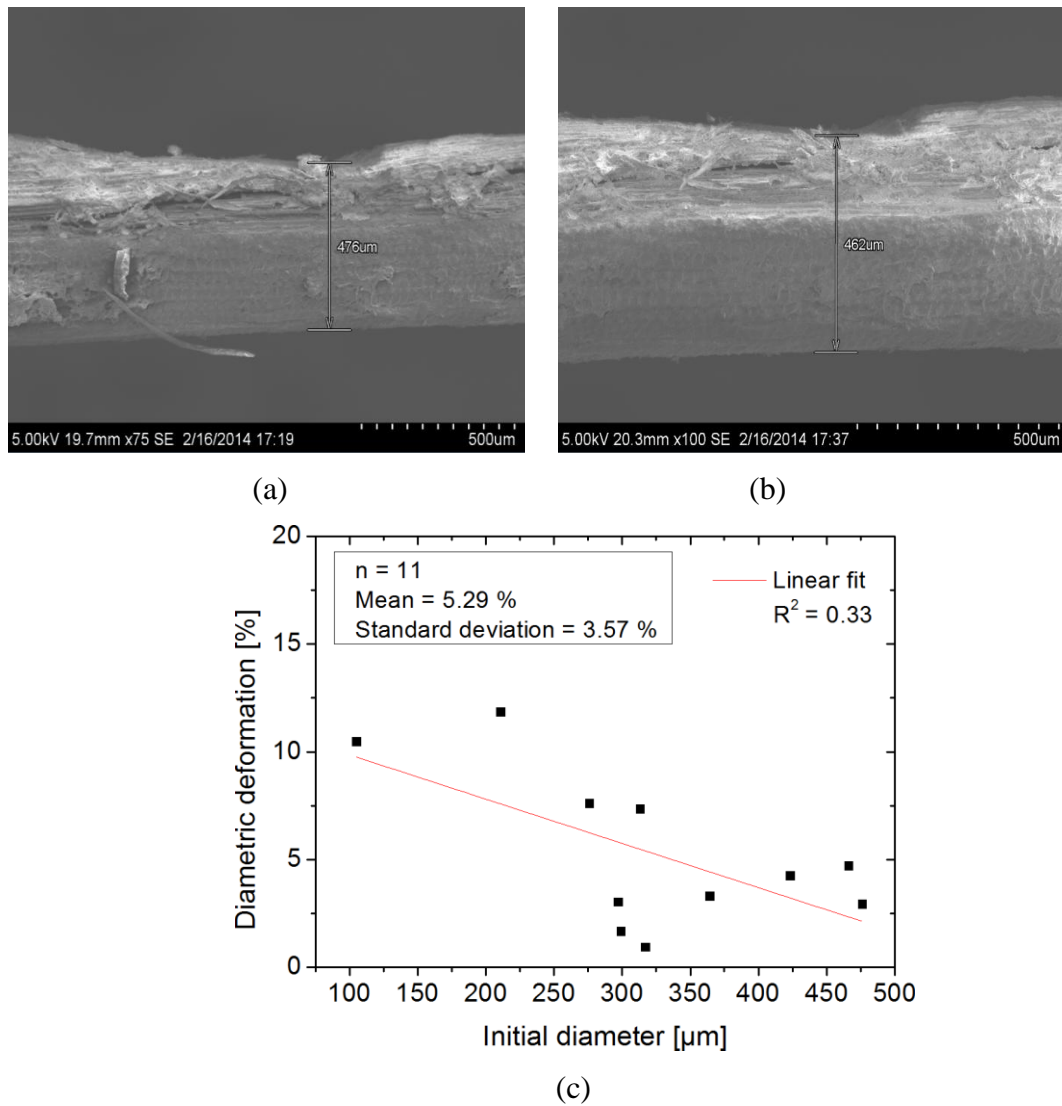 476um
5.00kV 19.7mm x75 SE 2/16/2014 17:19
500um
462um
5.00kV 20.3mm x100 SE 2/16/2014 17:37
500um
(a)
(b)
20
15
10
5
0
Diametric deformation [%]
n = 11
Mean = 5.29 %
Standard deviation = 3.57 %
Linear fit
R² = 0.33
100 150 200 250 300 350 400 450 500
Initial diameter [µm]
(c)